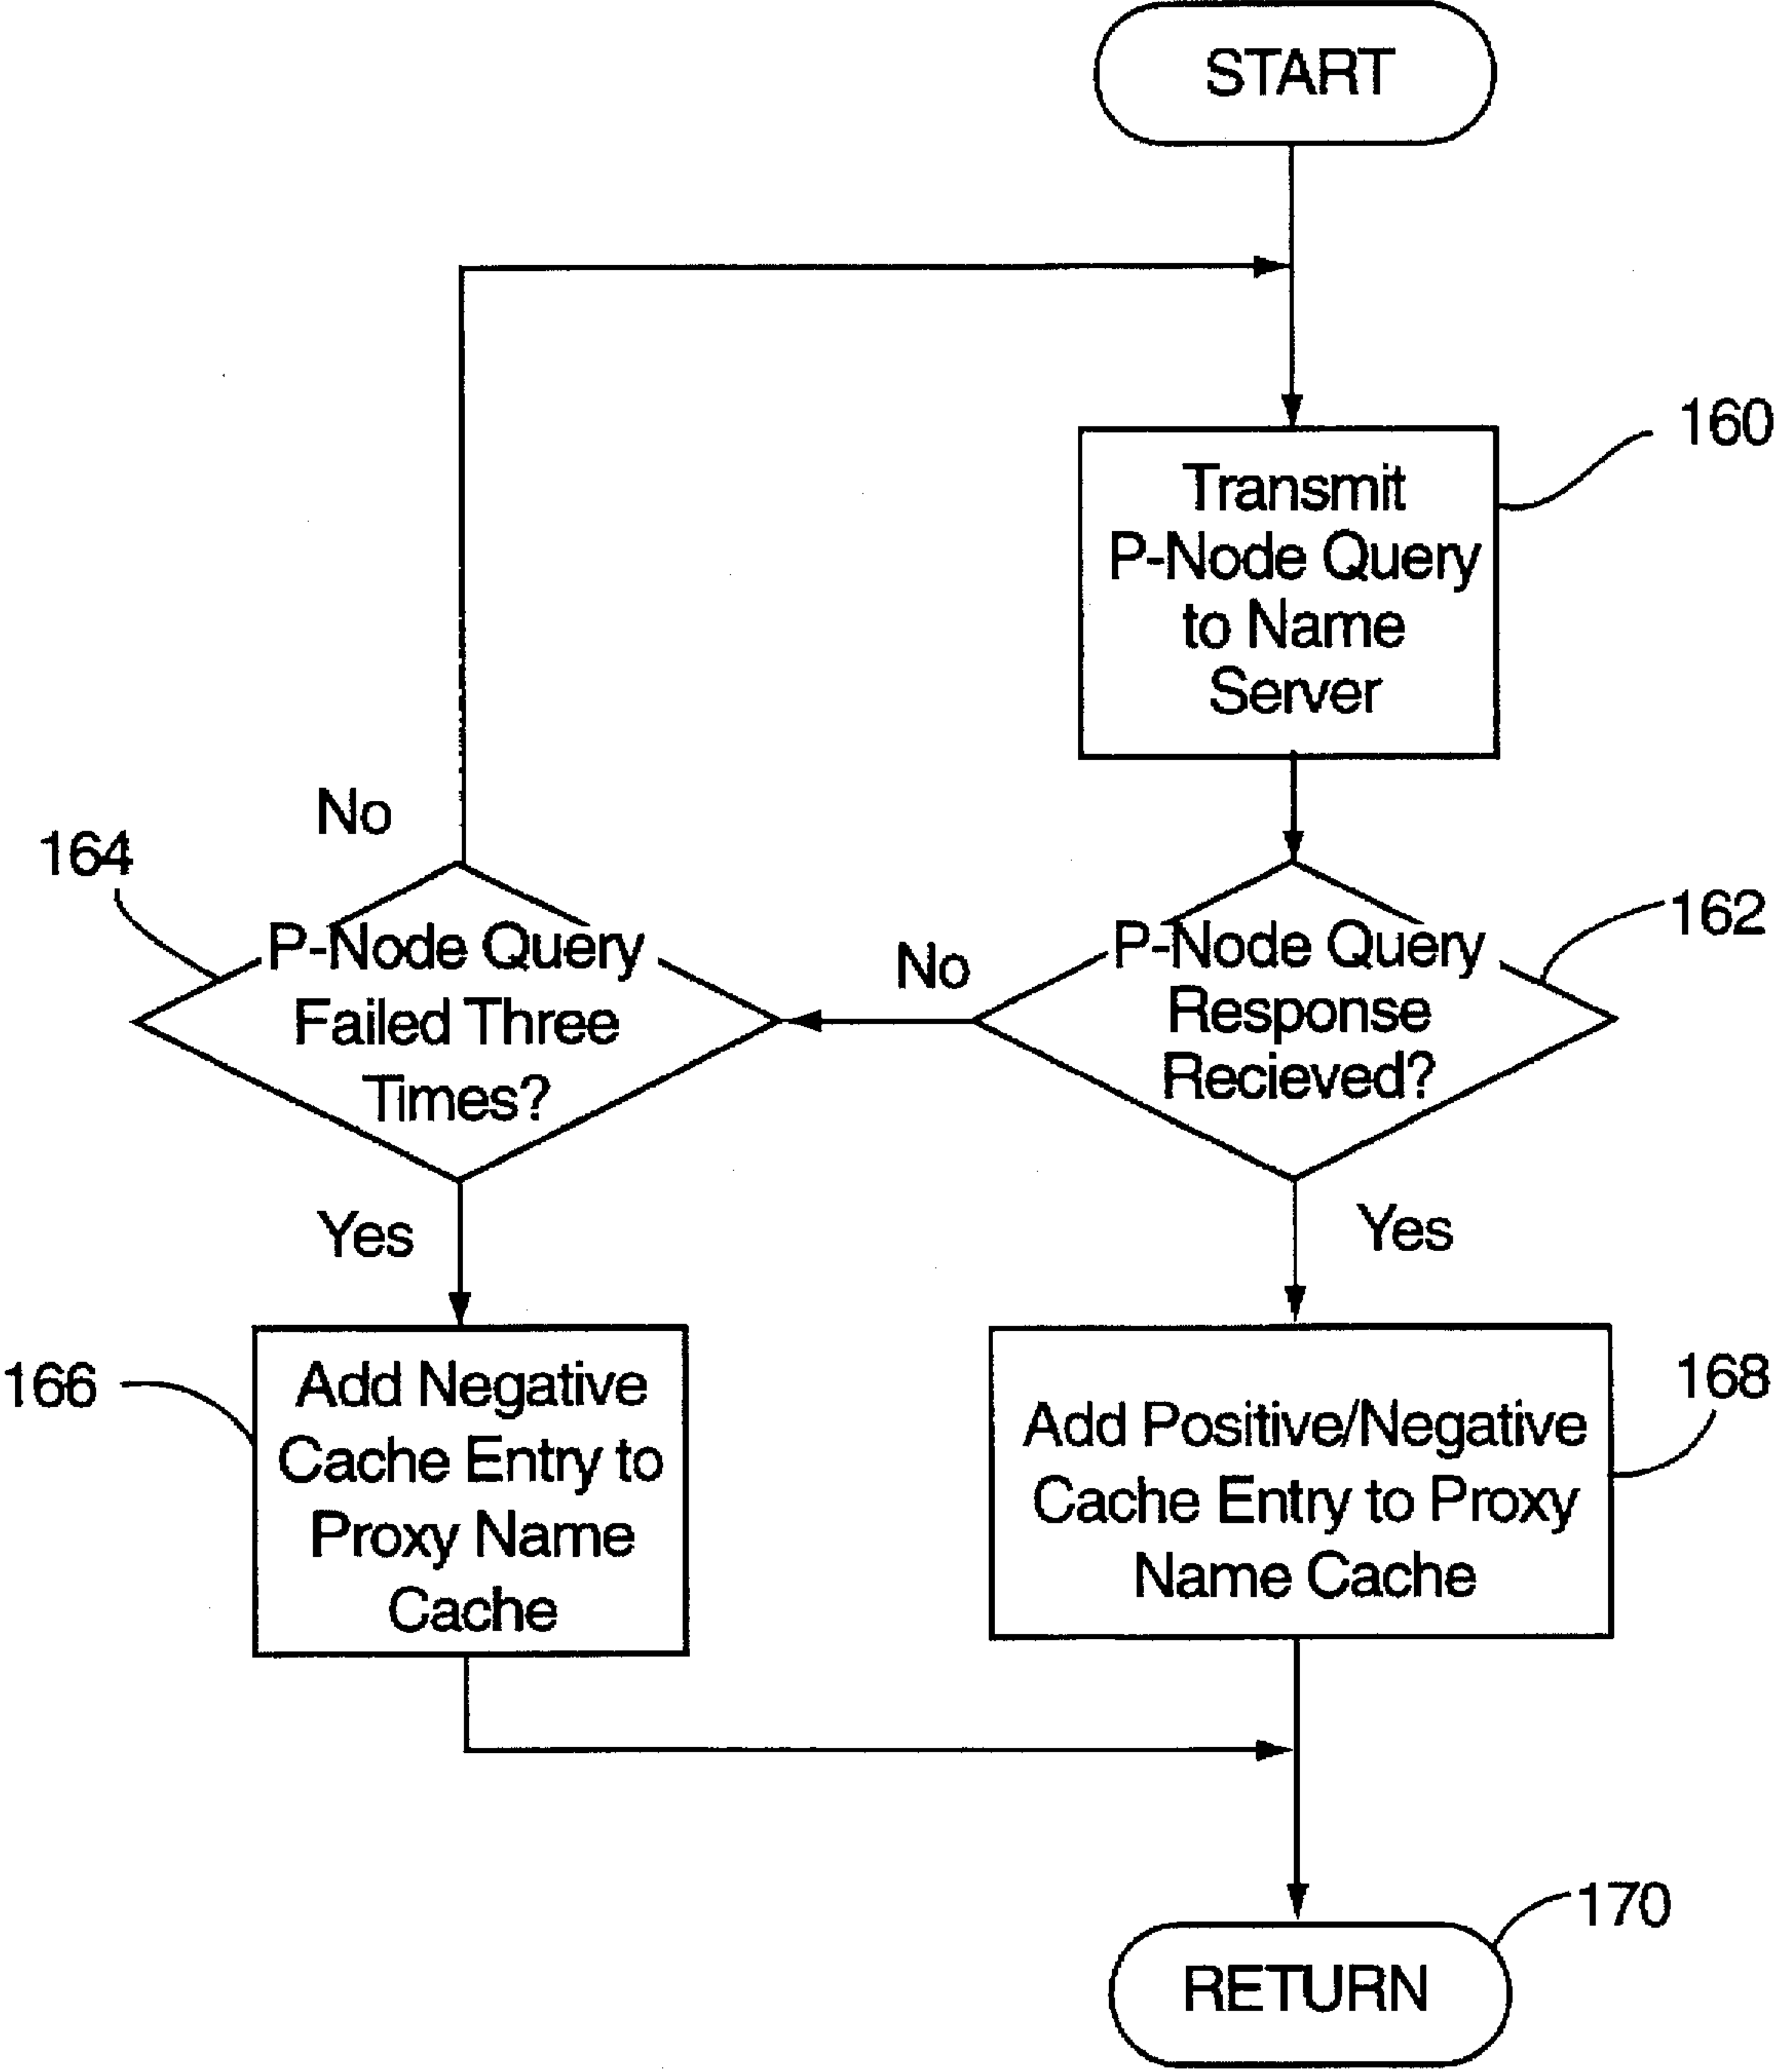 START
160
Transmit
P-Node Query
to Name
Server
No
164
162
P-Node Query
Failed Three
Times?
No
P-Node Query
Response
Recieved?
Yes
Yes
166
Add Negative
Cache Entry to
Proxy Name
Cache
168
Add Positive/Negative
Cache Entry to Proxy
Name Cache
170
RETURN